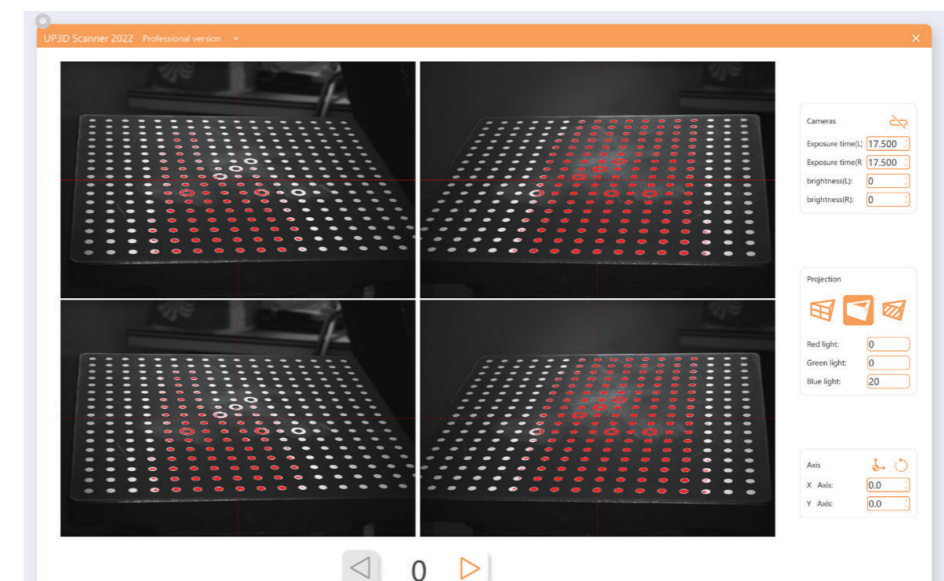 UP3D Scanner 2022 Professional version
Cameras
Exposure time(L: 17.500
Exposure time(R 17.500
brightness(L): 0
brightness(R): 0
Projection
Red light: 0
Green light: 0
Blue light: 20
Axis
X Axis: 0.0
Y Axis: 0.0
0